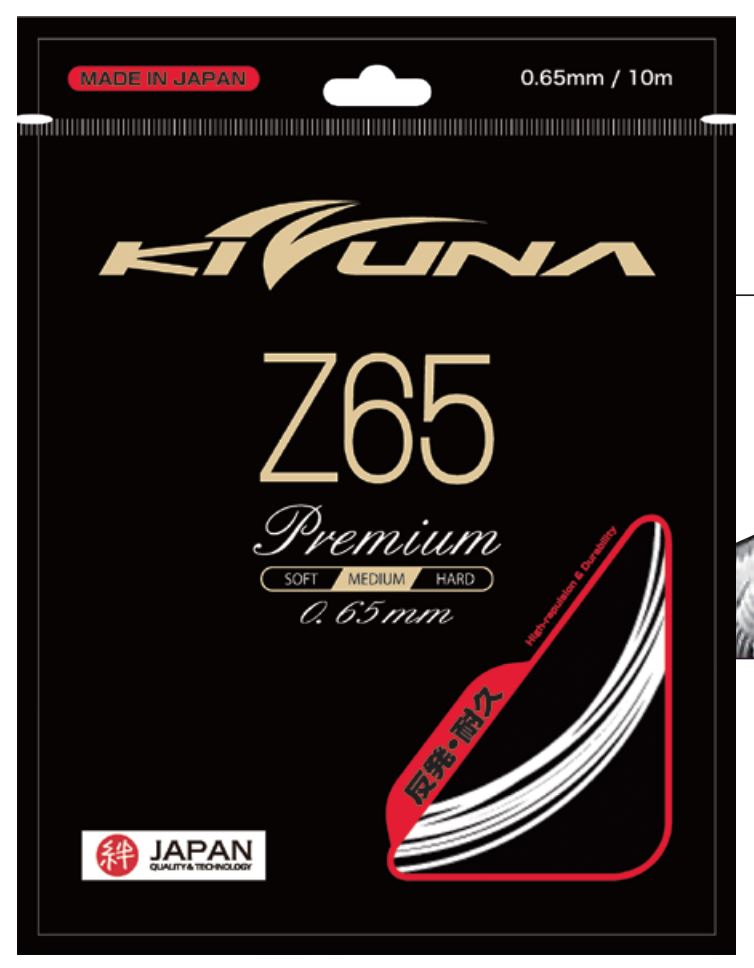 MADE IN JAPAN
0.65mm / 10m
KIZUNA
Z65
Premium
SOFT MEDIUM HARD
0.65mm
High-repulsion & Durability
反発・耐久
絆 JAPAN
QUALITY & TECHNOLOGY